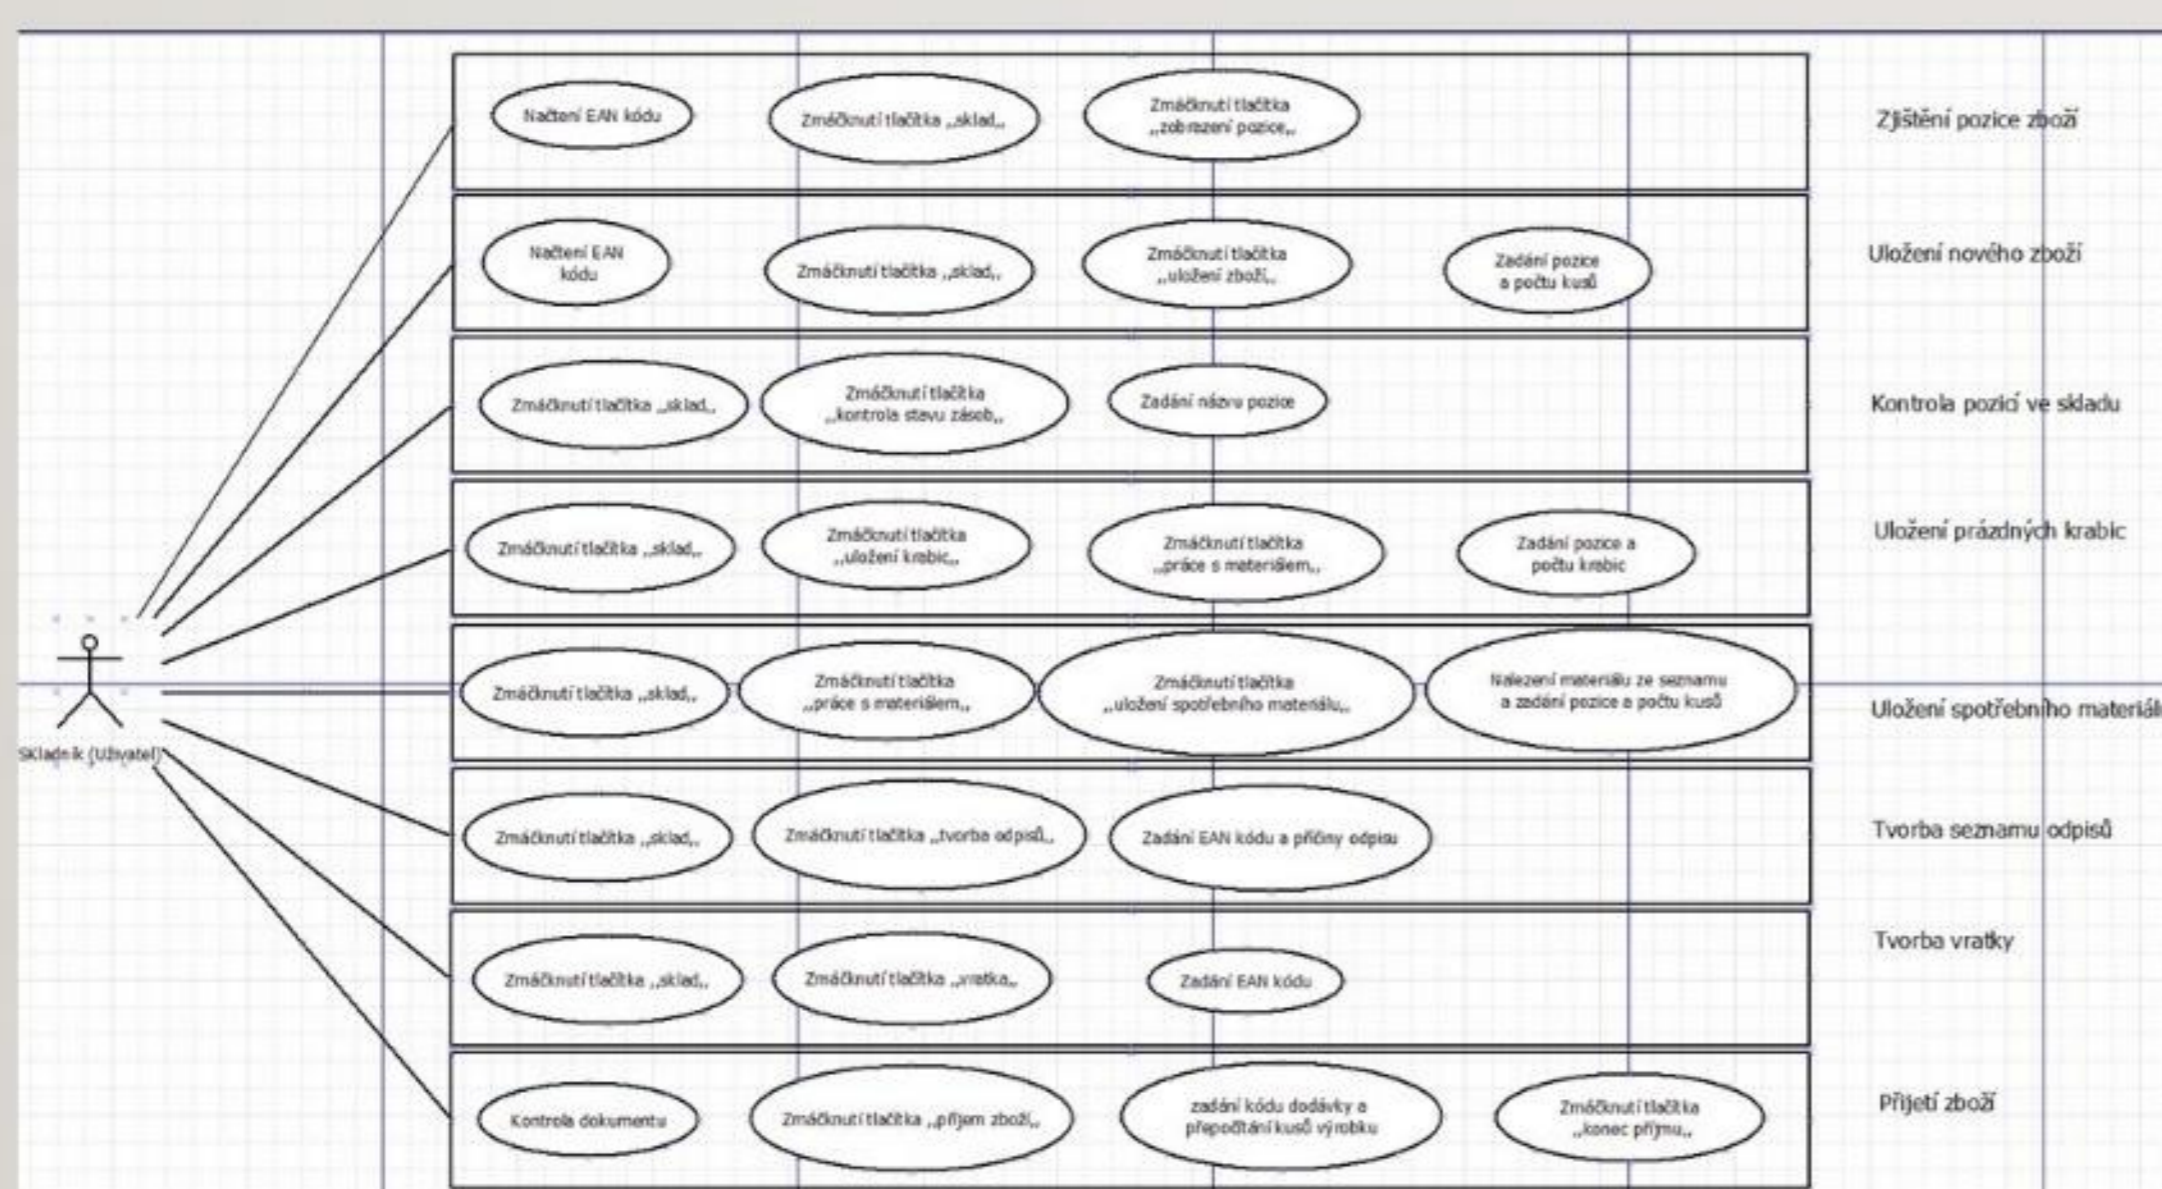 Načtení EAN kódu
Zmáčknutí tlačítka ,,sklad,,
Zmáčknutí tlačítka
,,zobrazení pozice,,
Zjištění pozice zboží
Načtení EAN
kódu
Zmáčknutí tlačítka ,,sklad,,
Zmáčknutí tlačítka
,,uložení zboží,,
Zadání pozice
a počtu kusů
Uložení nového zboží
Zmáčknutí tlačítka ,,sklad,,
Zmáčknutí tlačítka
,,kontrola stavu zásob,,
Zadání názvu pozice
Kontrola pozicí ve skladu
Zmáčknutí tlačítka ,,sklad,,
Zmáčknutí tlačítka
,,uložení krabic,,
Zmáčknutí tlačítka
,,práce s materiálem,,
Zadání pozice a
počtu krabic
Uložení prázdných krabic
SKladník (Uživatel)
Zmáčknutí tlačítka ,,sklad,,
Zmáčknutí tlačítka
,,práce s materiálem,,
Zmáčknutí tlačítka
,,uložení spotřebního materiálu,,
Nalezení materiálu ze seznamu
a zadání pozice a počtu kusů
Uložení spotřebního materiál
Zmáčknutí tlačítka ,,sklad,,
Zmáčknutí tlačítka ,,tvorba odpisů,,
Zadání EAN kódu a příčiny odpisu
Tvorba seznamu odpisů
Zmáčknutí tlačítka ,,sklad,,
Zmáčknutí tlačítka ,,vratka,,
Zadání EAN kódu
Tvorba vratky
Kontrola dokumentu
Zmáčknutí tlačítka ,,příjem zboží,,
zadání kódu dodávky a
přepočítání kusů výrobku
Zmáčknutí tlačítka
,,konec příjmu,,
Přijetí zboží